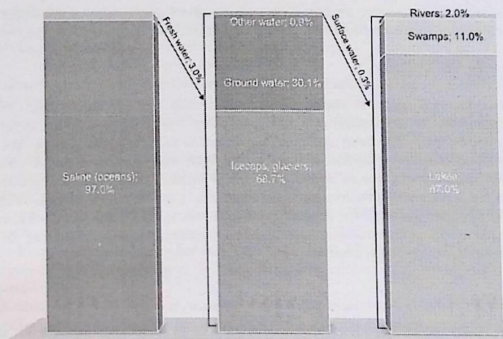 Fresh water; 3.0%
Saline (oceans);
97.0%
Other water; 0.9%
Ground water; 30.1%
Icecaps, glaciers;
68.7%
Surface water; 0.3%
Rivers; 2.0%
Swamps; 11.0%
Lakes;
87.0%